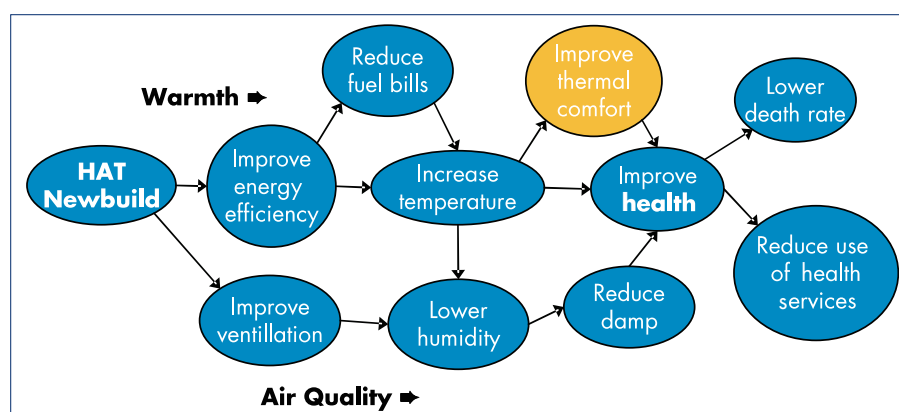 Reduce
fuel bills
Improve
thermal
comfort
Lower
death rate
Warmth ➨
HAT
Newbuild
Improve
energy
efficiency
Increase
temperature
Improve
health
Reduce use
of health
services
Improve
ventillation
Lower
humidity
Reduce
damp
Air Quality ➨